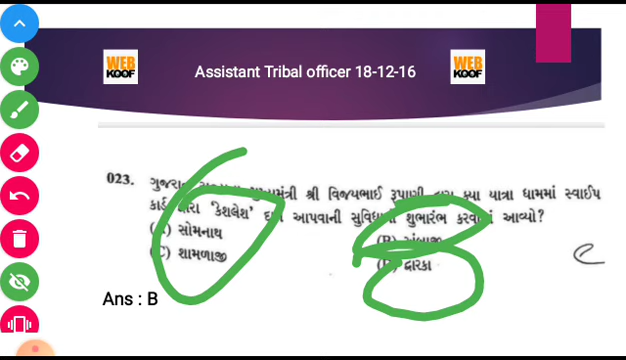 WEB
KOOF
Assistant Tribal officer 18-12-16
WEB
KOOF
023. મુખ્યમંત્રી શ્રી વિજયભાઈ રૂપાણી ક્યા યાત્રા ધામમાં સ્વાઈપ
કાર્ડ દ્વારા 'કેશલેશ' દાન આપવાની સુવિધાનો શુભારંભ કરવામાં આવ્યો?
(A) સોમનાથ
(B) અંબાજી
(C) શામળાજી
(D) દ્વારકા
Ans : B